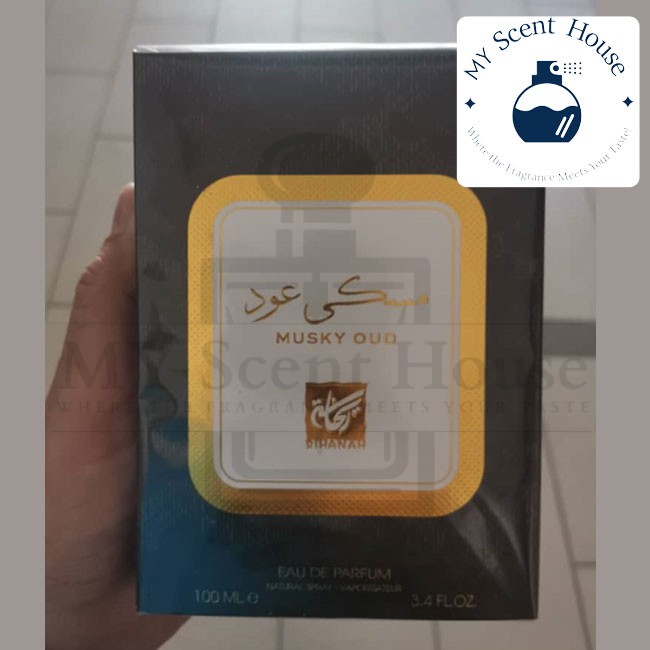 My Scent House
Where the Fragrance Meets Your Taste!
مسكي عود
MUSKY OUD
MY Scent House
WHERE THE FRAGRANCE MEETS YOUR TASTE
ريحانة
RIHANAH
EAU DE PARFUM
NATURAL SPRAY - VAPORISATEUR
100 ML e 3.4 FL.OZ.